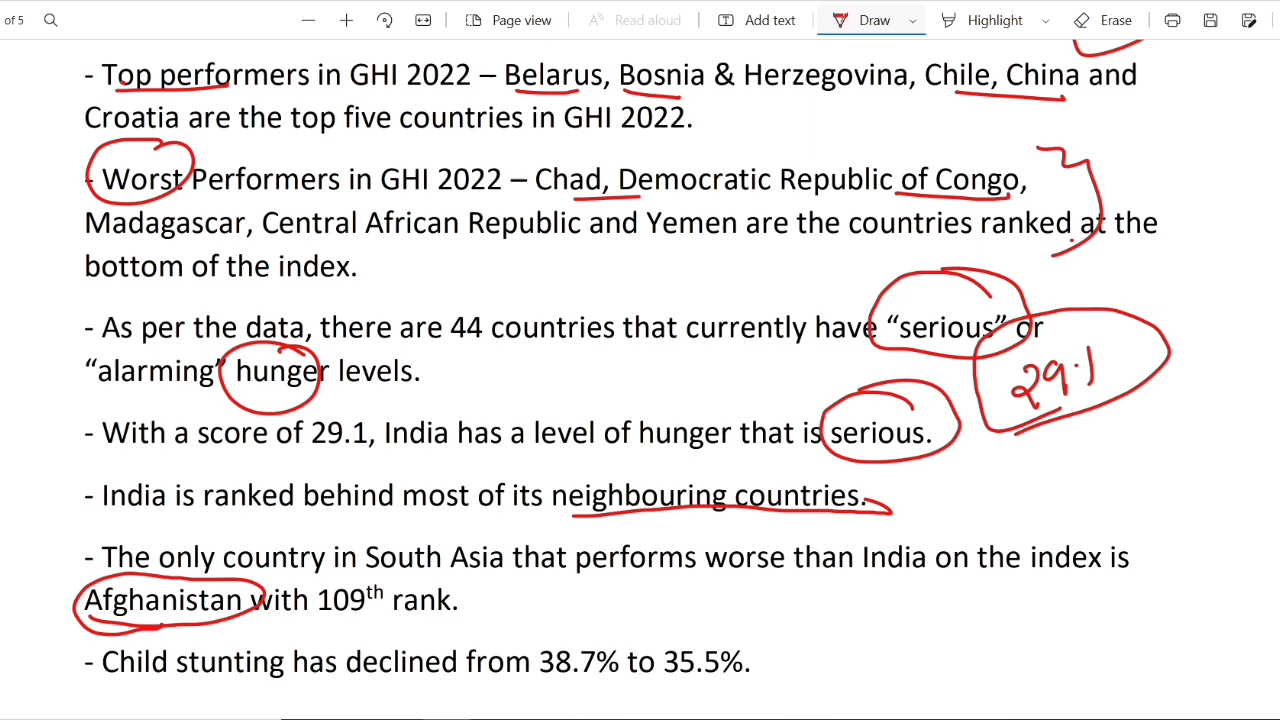 of 5 Page view Read aloud Add text Draw Highlight Erase
- Top performers in GHI 2022 – Belarus, Bosnia & Herzegovina, Chile, China and
Croatia are the top five countries in GHI 2022.
- Worst Performers in GHI 2022 – Chad, Democratic Republic of Congo,
Madagascar, Central African Republic and Yemen are the countries ranked at the
bottom of the index.
- As per the data, there are 44 countries that currently have “serious” or
“alarming” hunger levels.
29.1
- With a score of 29.1, India has a level of hunger that is serious.
- India is ranked behind most of its neighbouring countries.
- The only country in South Asia that performs worse than India on the index is
Afghanistan with 109th rank.
- Child stunting has declined from 38.7% to 35.5%.